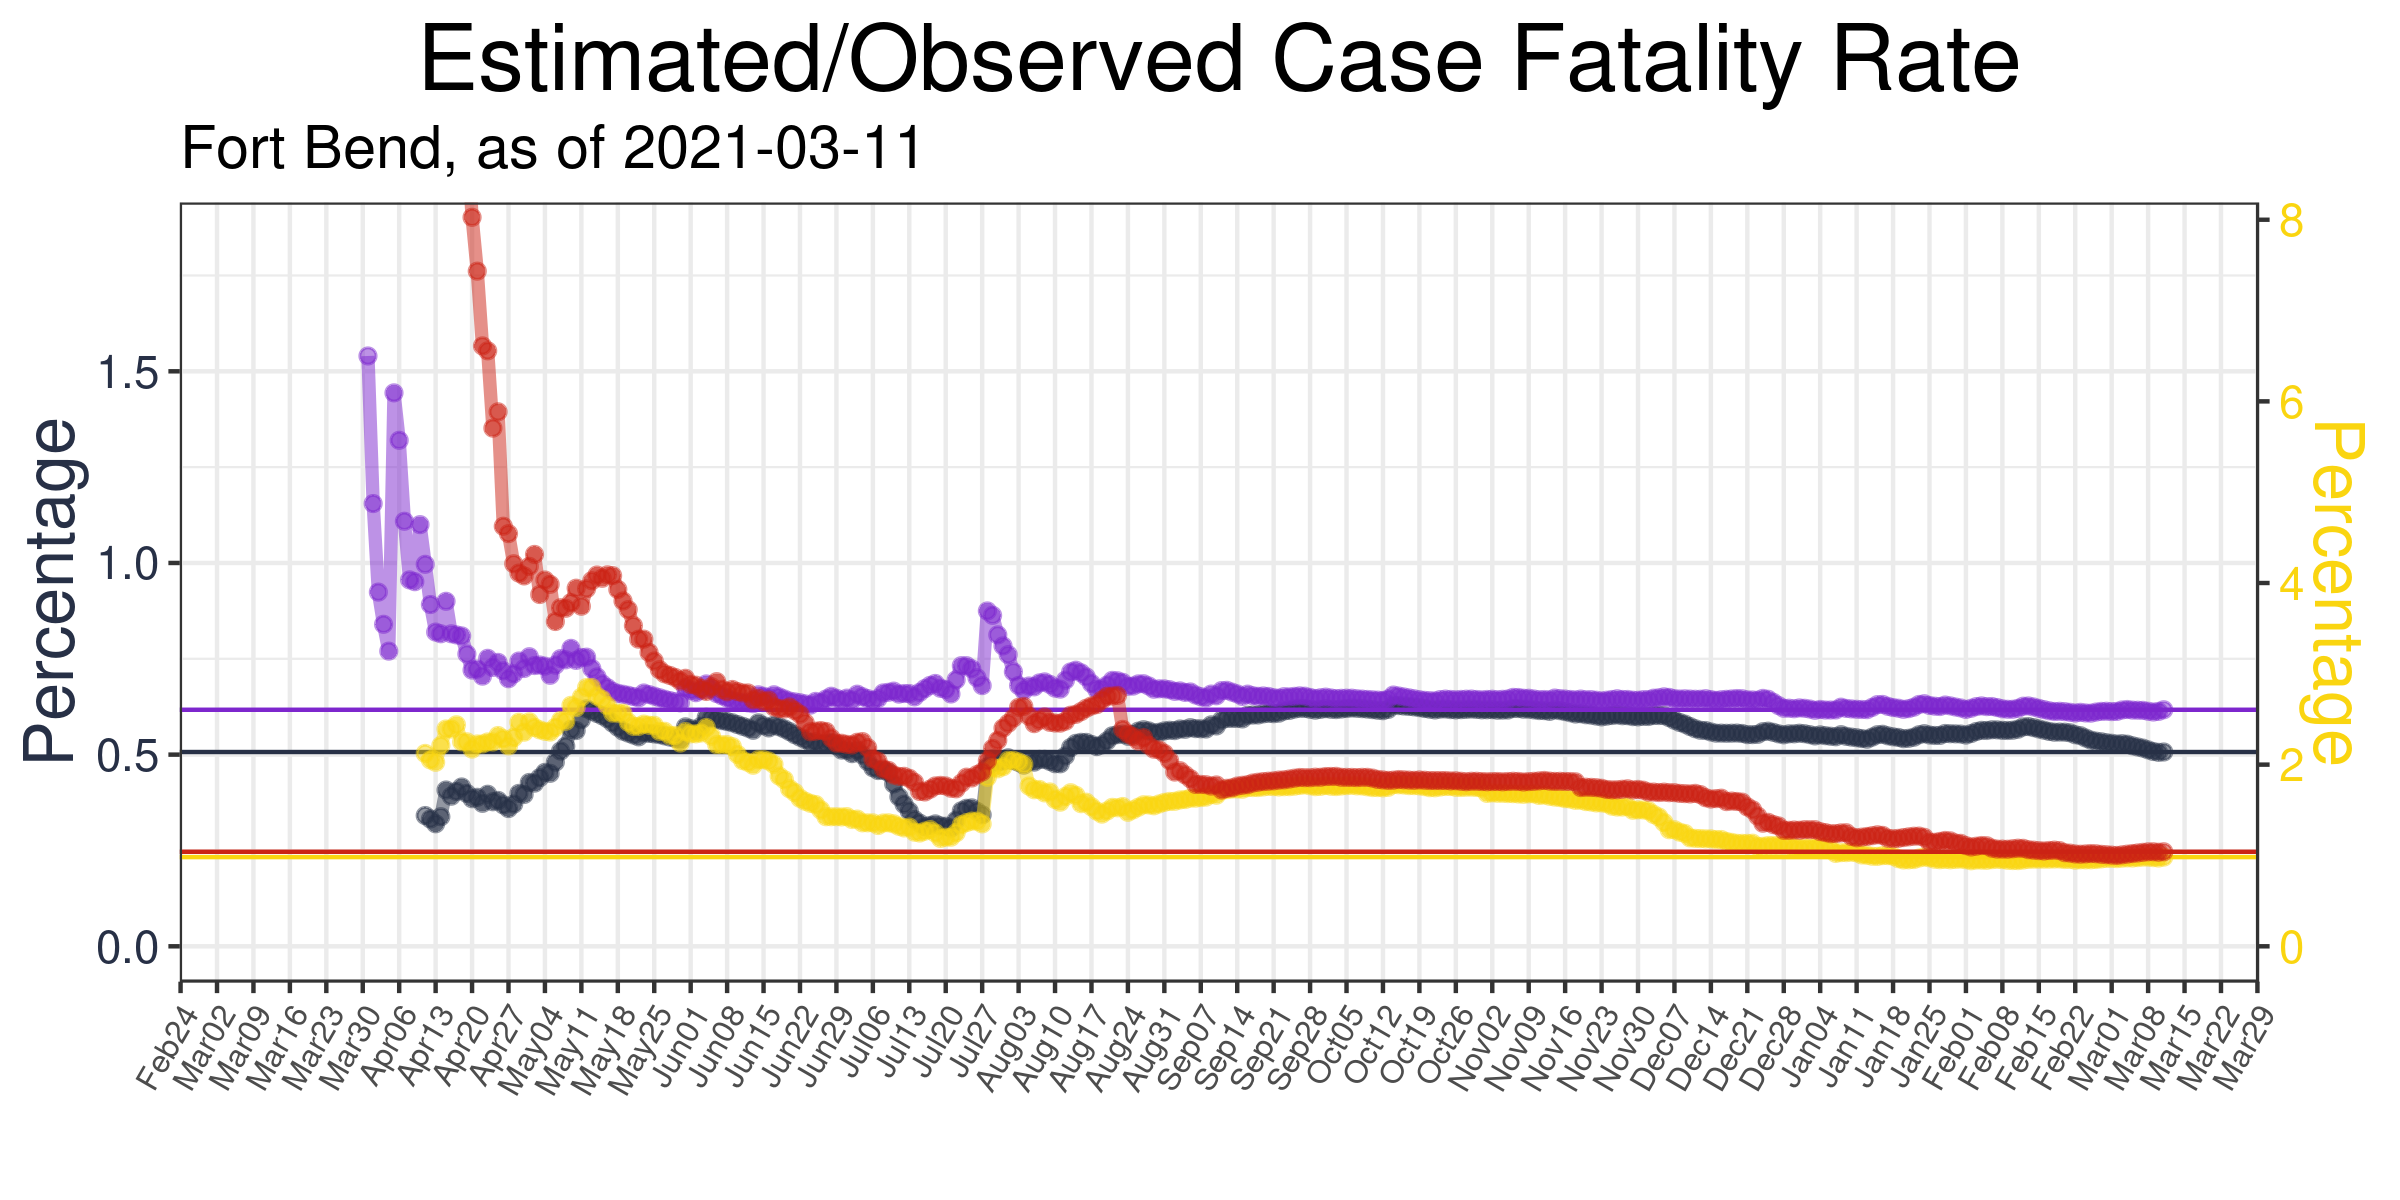 Estimated/Observed Case Fatality Rate
Fort Bend, as of 2021-03-11
Percentage
1.5
1.0
0.5
0.0
8
6
4
2
0
Percentage
Feb24
Mar02
Mar09
Mar16
Mar23
Mar30
Apr06
Apr13
Apr20
Apr27
May04
May11
May18
May25
Jun01
Jun08
Jun15
Jun22
Jun29
Jul06
Jul13
Jul20
Jul27
Aug03
Aug10
Aug17
Aug24
Aug31
Sep07
Sep14
Sep21
Sep28
Oct05
Oct12
Oct19
Oct26
Nov02
Nov09
Nov16
Nov23
Nov30
Dec07
Dec14
Dec21
Dec28
Jan04
Jan11
Jan18
Jan25
Feb01
Feb08
Feb15
Feb22
Mar01
Mar08
Mar15
Mar22
Mar29